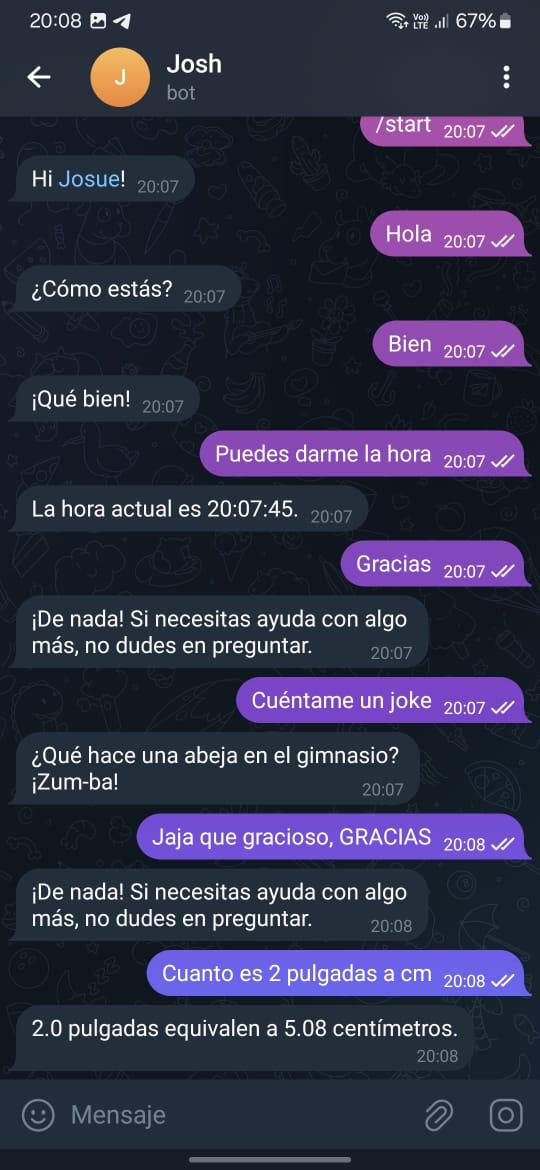 20:08
Vo))
LTE
67%
J
Josh
bot
/start 20:07
Hi Josue! 20:07
Hola 20:07
¿Cómo estás? 20:07
Bien 20:07
¡Qué bien! 20:07
Puedes darme la hora 20:07
La hora actual es 20:07:45. 20:07
Gracias 20:07
¡De nada! Si necesitas ayuda con algo
más, no dudes en preguntar. 20:07
Cuéntame un joke 20:07
¿Qué hace una abeja en el gimnasio?
¡Zum-ba! 20:07
Jaja que gracioso, GRACIAS 20:08
¡De nada! Si necesitas ayuda con algo
más, no dudes en preguntar. 20:08
Cuanto es 2 pulgadas a cm 20:08
2.0 pulgadas equivalen a 5.08 centímetros.
20:08
Mensaje